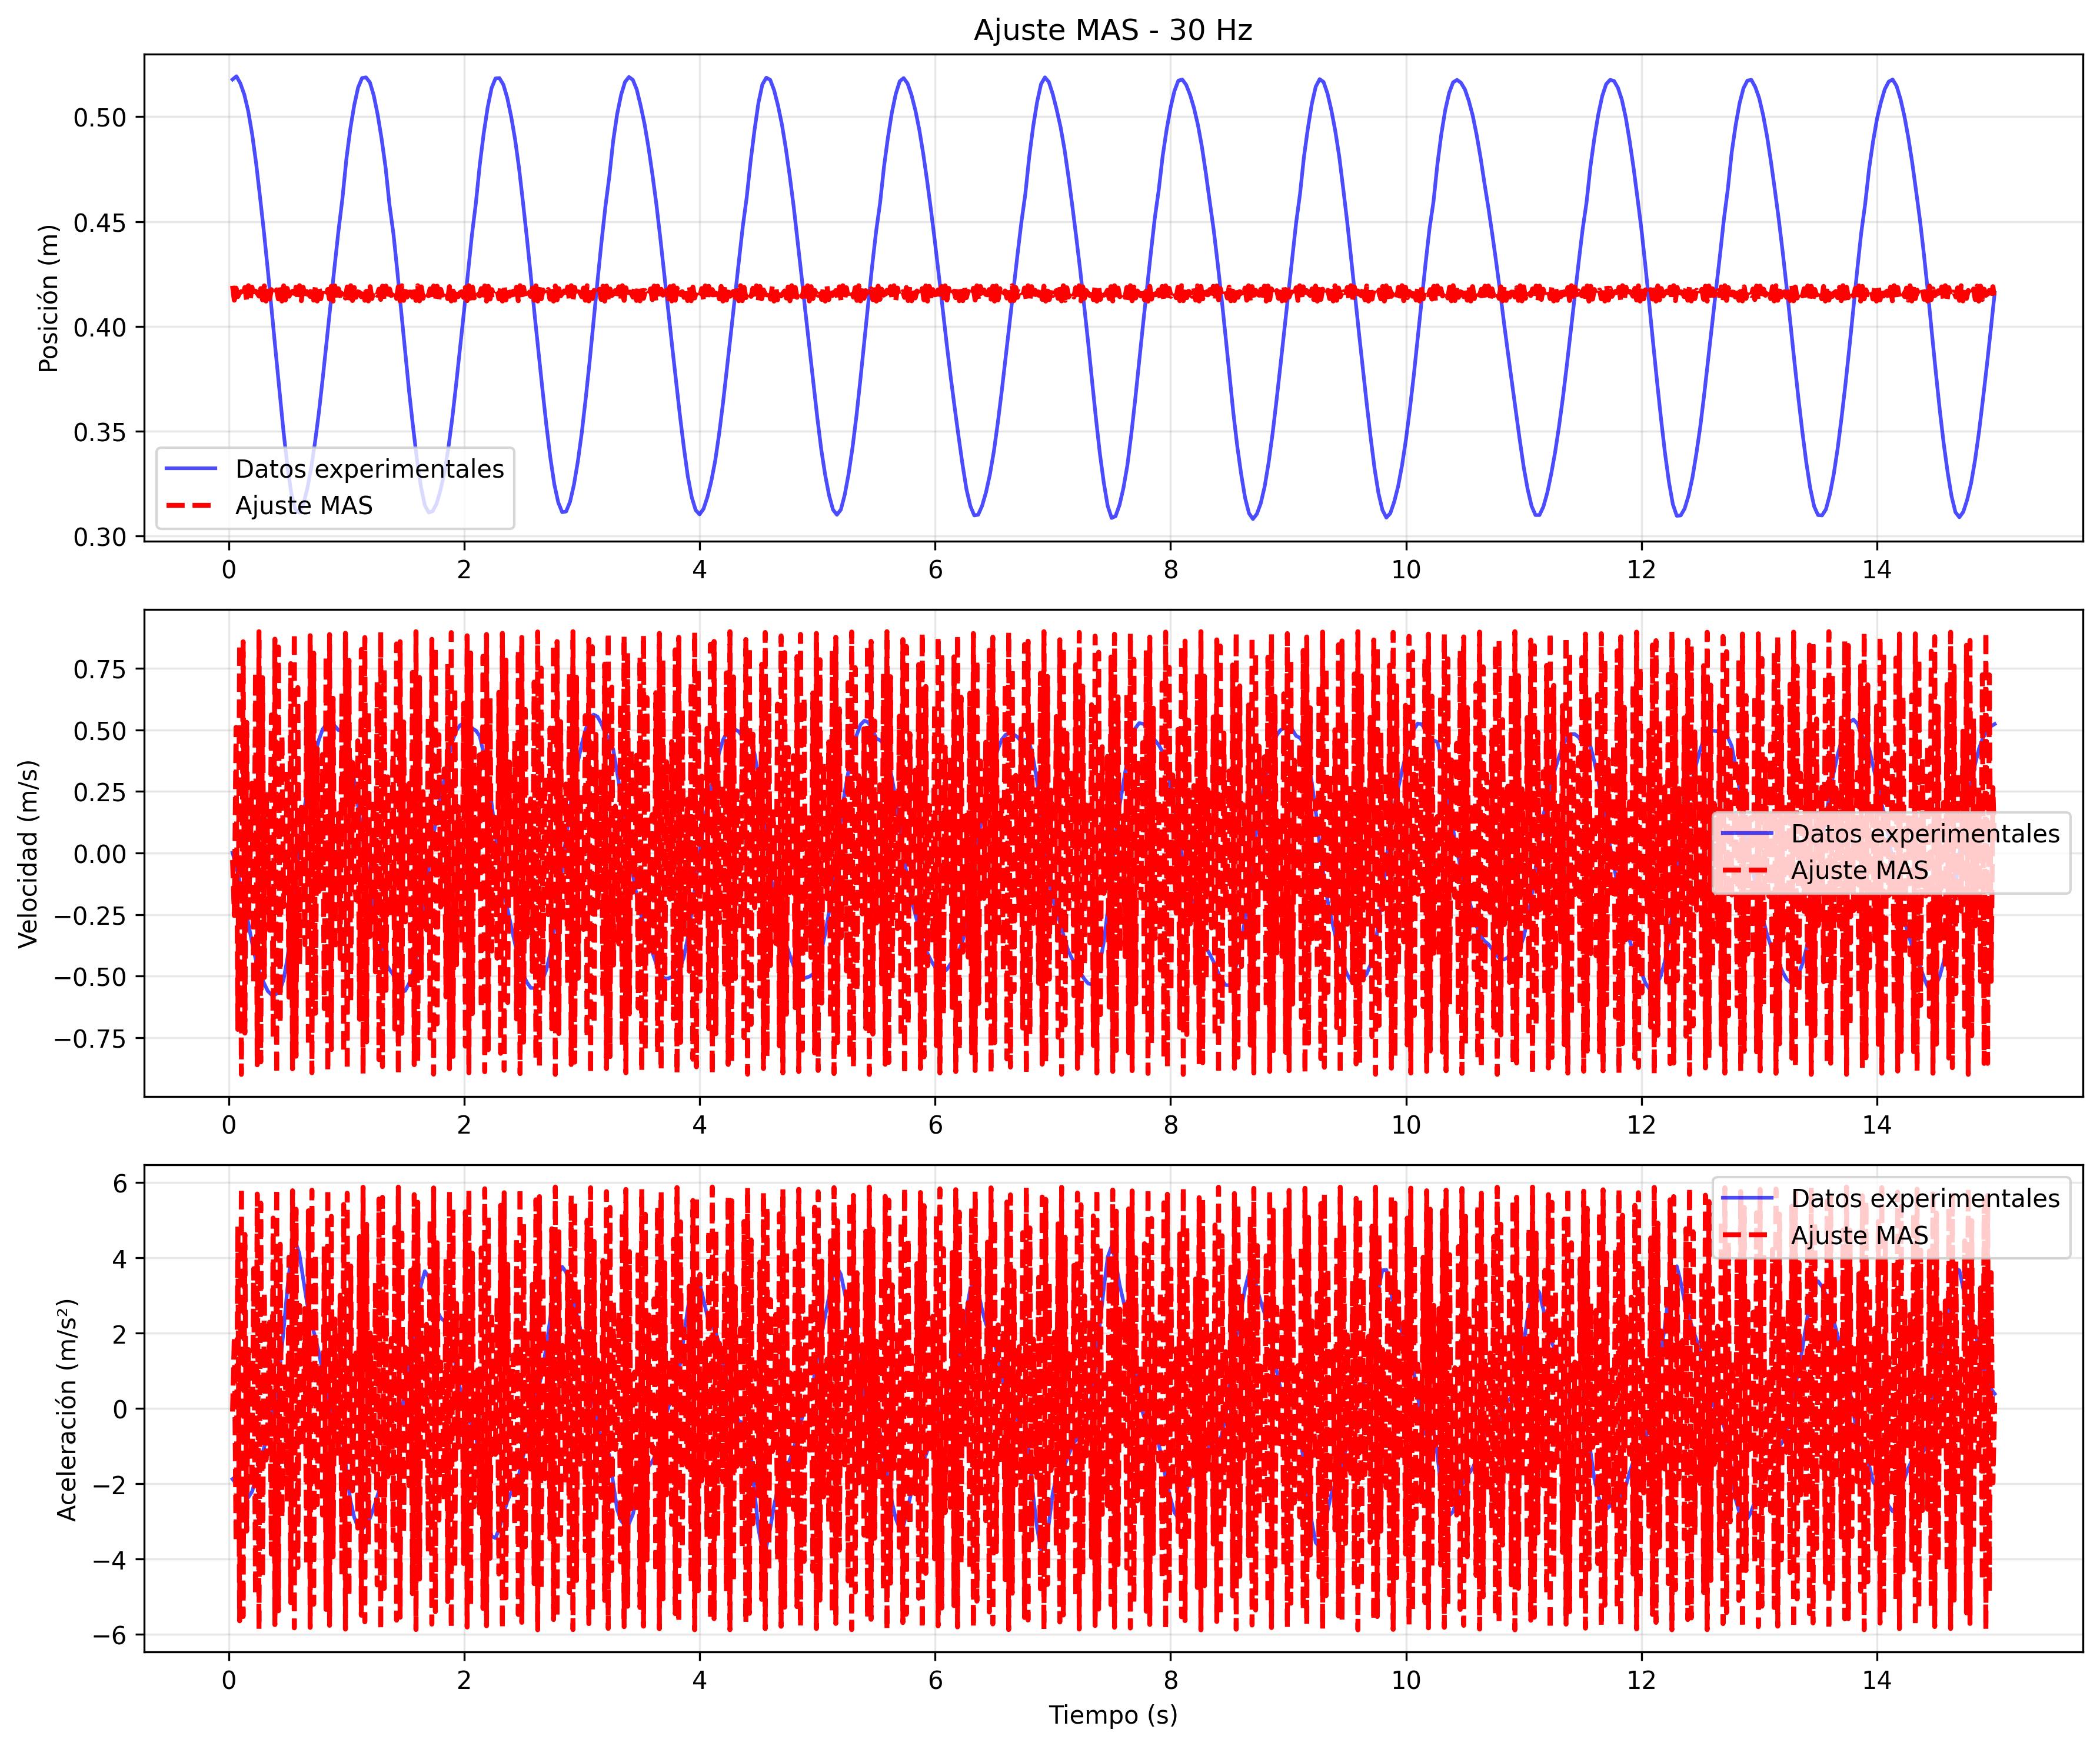 Ajuste MAS - 30 Hz
Posición (m)
0.50
0.45
0.40
0.35
0.30
Datos experimentales
Ajuste MAS
0 2 4 6 8 10 12 14
Velocidad (m/s)
0.75
0.50
0.25
0.00
−0.25
−0.50
−0.75
Datos experimentales
Ajuste MAS
0 2 4 6 8 10 12 14
Aceleración (m/s²)
6
4
2
0
−2
−4
−6
Datos experimentales
Ajuste MAS
0 2 4 6 8 10 12 14
Tiempo (s)